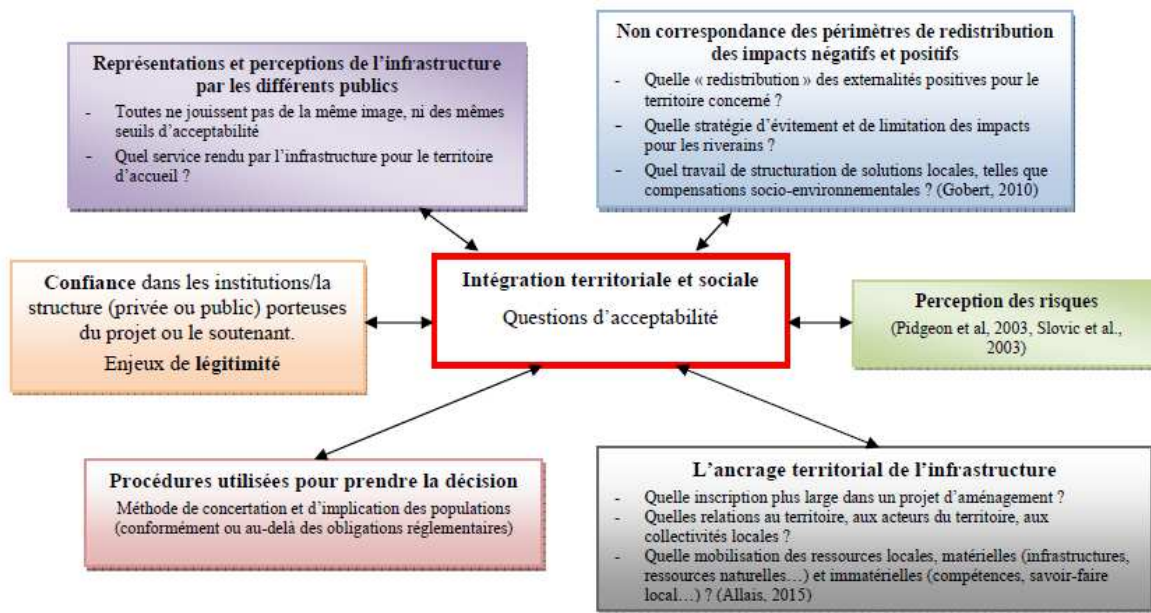 Représentations et perceptions de l'infrastructure
par les différents publics
- Toutes ne jouissent pas de la même image, ni des mêmes
seuils d'acceptabilité
- Quel service rendu par l'infrastructure pour le territoire
d'accueil ?
Non correspondance des périmètres de redistribution
des impacts négatifs et positifs
- Quelle « redistribution » des externalités positives pour le
territoire concerné ?
- Quelle stratégie d'évitement et de limitation des impacts
pour les riverains ?
- Quel travail de structuration de solutions locales, telles que
compensations socio-environnementales ? (Gobert, 2010)
Confiance dans les institutions/la
structure (privée ou public) porteuses
du projet ou le soutenant.
Enjeux de légitimité
Intégration territoriale et sociale
Questions d'acceptabilité
Perception des risques
(Pidgeon et al, 2003, Slovic et al.,
2003)
Procédures utilisées pour prendre la décision
Méthode de concertation et d'implication des populations
(conformément ou au-delà des obligations réglementaires)
L'ancrage territorial de l'infrastructure
- Quelle inscription plus large dans un projet d'aménagement ?
- Quelles relations au territoire, aux acteurs du territoire, aux
collectivités locales ?
- Quelle mobilisation des ressources locales, matérielles (infrastructures,
ressources naturelles…) et immatérielles (compétences, savoir-faire
local…) ? (Allais, 2015)